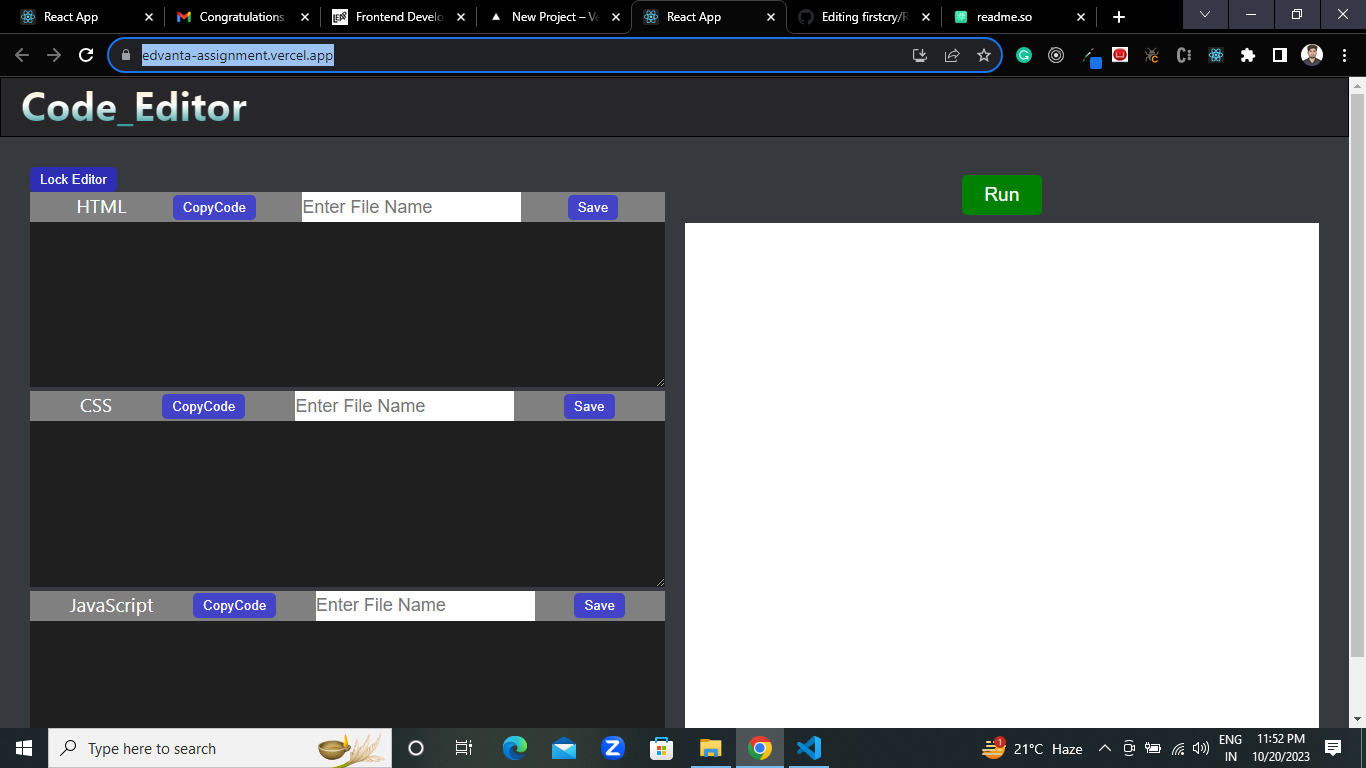 React App
Congratulations
Frontend Develo
New Project – Ve
React App
Editing firstcry/R
readme.so
edvanta-assignment.vercel.app
Code_Editor
Lock Editor
Run
HTML CopyCode Enter File Name Save
CSS CopyCode Enter File Name Save
JavaScript CopyCode Enter File Name Save
Type here to search
1
21°C Haze
ENG
IN
11:52 PM
10/20/2023